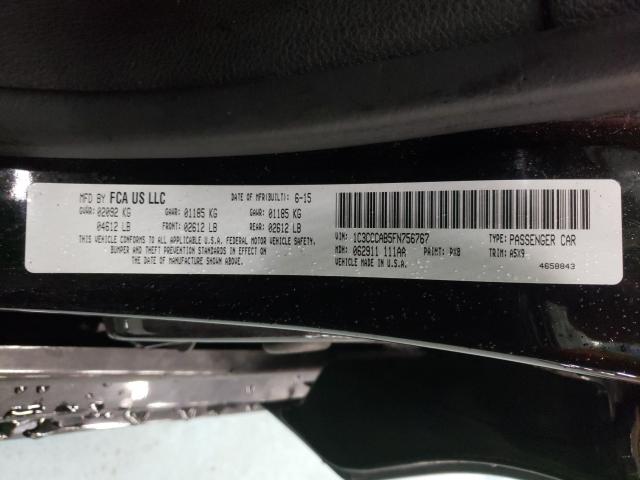 MFD BY FCA US LLC DATE OF MFR(BUILT): 6-15
GVWR: 02092 KG GAWR: 01185 KG GAWR: 01185 KG
04612 LB FRONT: 02612 LB REAR: 02612 LB
THIS VEHICLE CONFORMS TO ALL APPLICABLE U.S.A. FEDERAL MOTOR VEHICLE SAFETY,
BUMPER AND THEFT PREVENTION STANDARDS IN EFFECT ON
THE DATE OF MANUFACTURE SHOWN ABOVE.
VIN: 1C3CCCAB5FN756767 TYPE: PASSENGER CAR
MDH: 062911 111AA PAINT: PX8 TRIM: A5X9
VEHICLE MADE IN U.S.A. 4658843